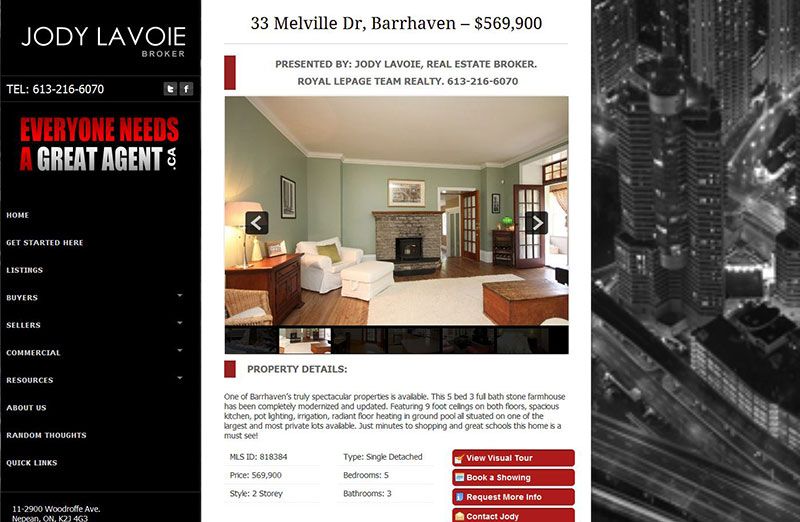 JODY LAVOIE
BROKER
TEL: 613-216-6070
EVERYONE NEEDS
A GREAT AGENT .CA
HOME
GET STARTED HERE
LISTINGS
BUYERS
SELLERS
COMMERCIAL
RESOURCES
ABOUT US
RANDOM THOUGHTS
QUICK LINKS
11-2900 Woodroffe Ave.
Nepean, ON, K2J 4G3
33 Melville Dr, Barrhaven – $569,900
PRESENTED BY: JODY LAVOIE, REAL ESTATE BROKER.
ROYAL LEPAGE TEAM REALTY. 613-216-6070
PROPERTY DETAILS:
One of Barrhaven's truly spectacular properties is available. This 5 bed 3 full bath stone farmhouse
has been completely modernized and updated. Featuring 9 foot ceilings on both floors, spacious
kitchen, pot lighting, irrigation, radiant floor heating in ground pool all situated on one of the
largest and most private lots available. Just minutes to shopping and great schools this home is a
must see!
MLS ID: 818384
Type: Single Detached
View Visual Tour
Price: 569,900
Bedrooms: 5
Book a Showing
Style: 2 Storey
Bathrooms: 3
Request More Info
Contact Jody